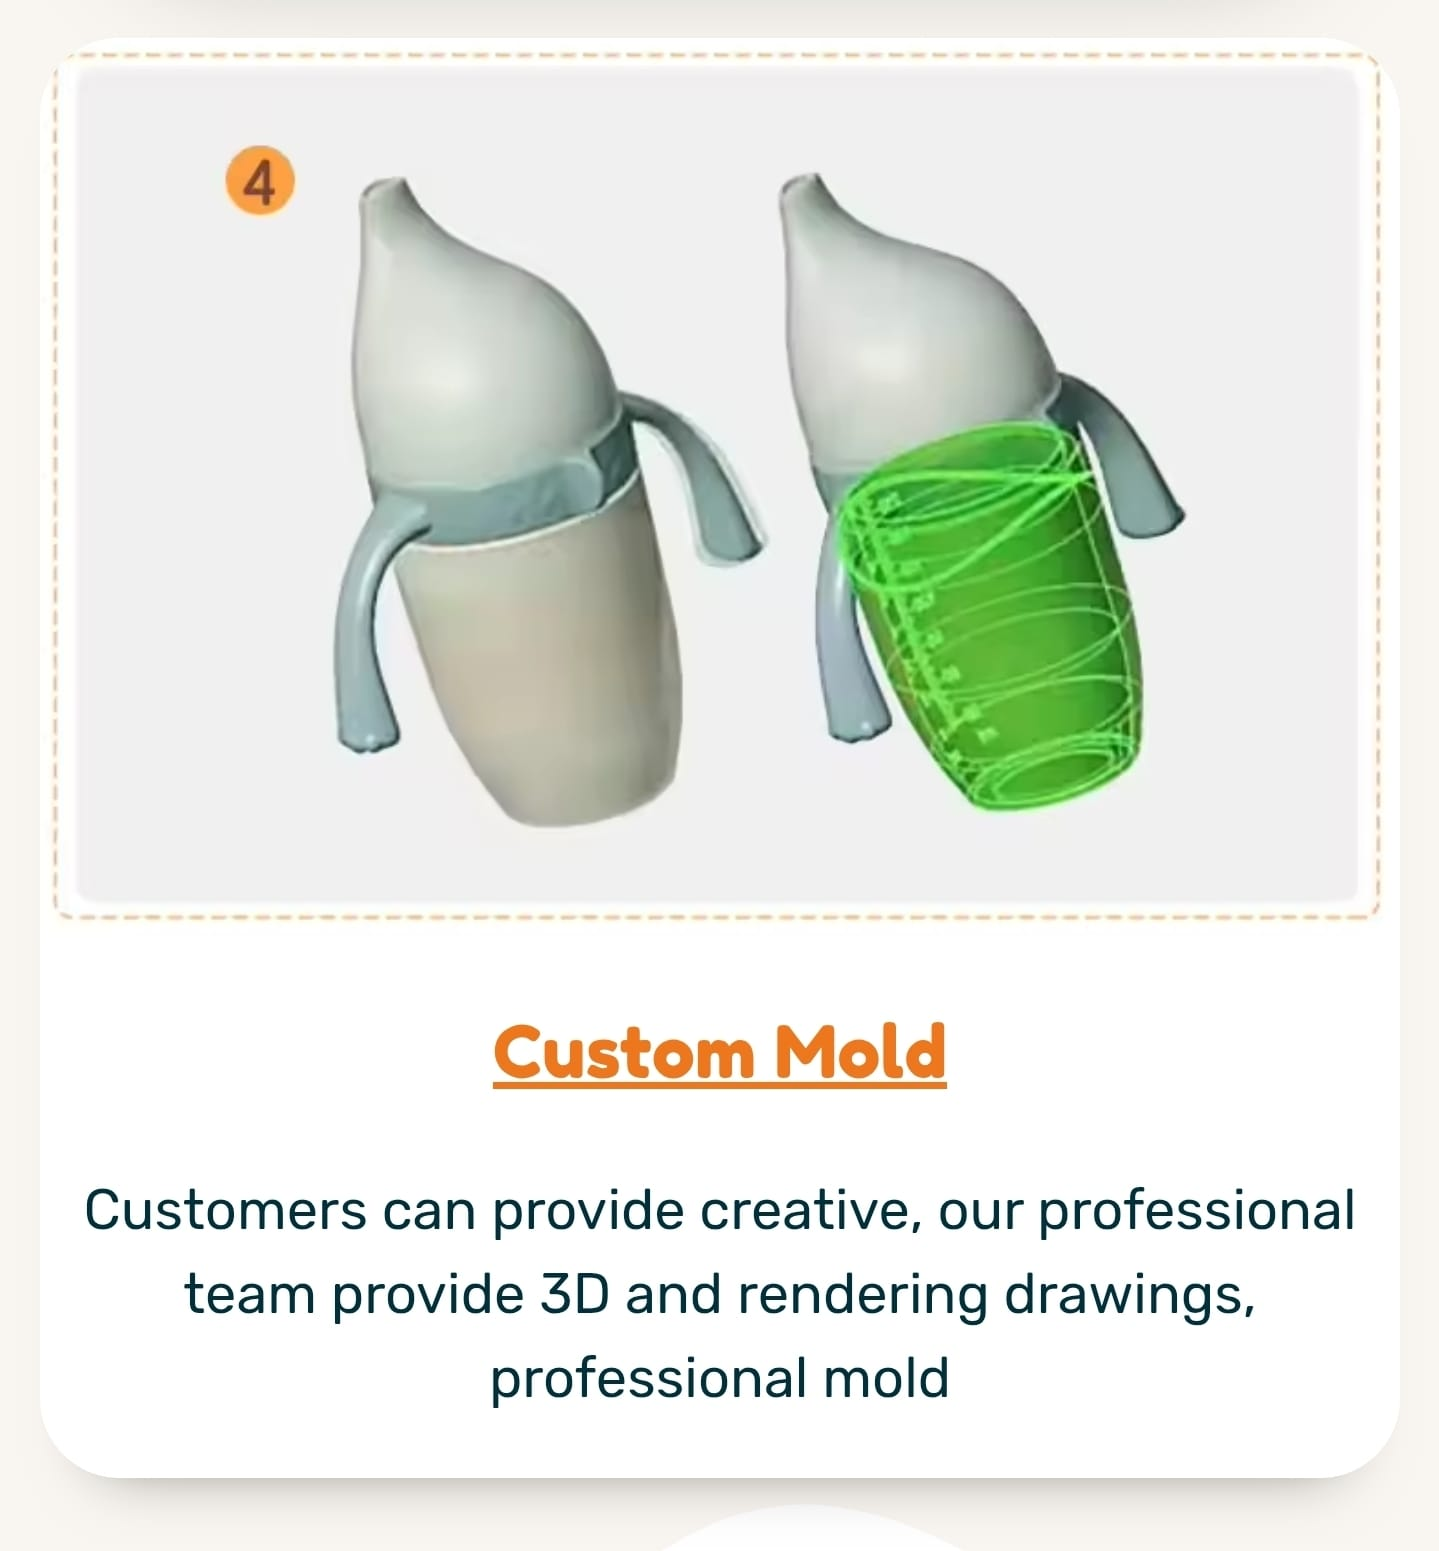 4
Custom Mold
Customers can provide creative, our professional
team provide 3D and rendering drawings,
professional mold